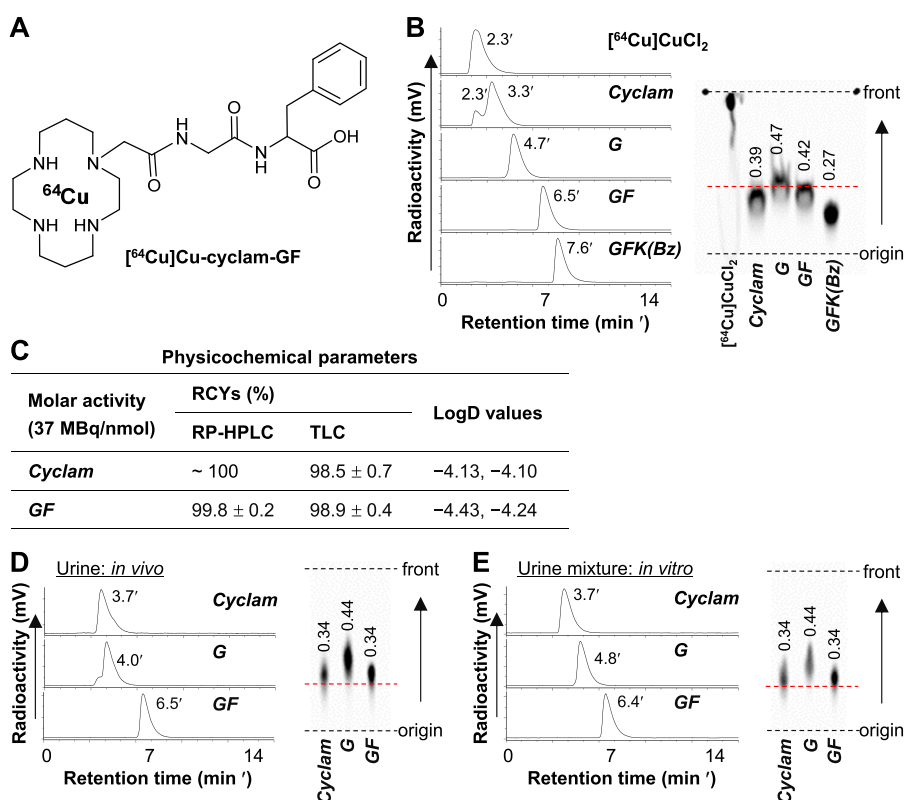 A
NH
N
NH
HN
64Cu
O
H
N
O
N
H
O
OH
[64Cu]Cu-cyclam-GF
B
Radioactivity (mV)
2.3′
[64Cu]CuCl2
2.3′ 3.3′
Cyclam
4.7′
G
6.5′
GF
7.6′
GFK(Bz)
0 7 14
Retention time (min ′)
front
0.39
0.47
0.42
0.27
origin
[64Cu]CuCl2
Cyclam
G
GF
GFK(Bz)
C
Physicochemical parameters
Molar activity
(37 MBq/nmol)
RCYs (%)
RP-HPLC TLC
LogD values
Cyclam ~ 100 98.5 ± 0.7 −4.13, −4.10
GF 99.8 ± 0.2 98.9 ± 0.4 −4.43, −4.24
D
Urine: in vivo
Radioactivity (mV)
3.7′ Cyclam
4.0′ G
6.5′ GF
0 7 14
Retention time (min ′)
front
0.34
0.44
0.34
origin
Cyclam
G
GF
E
Urine mixture: in vitro
Radioactivity (mV)
3.7′ Cyclam
4.8′ G
6.4′ GF
0 7 14
Retention time (min ′)
front
0.34
0.44
0.34
origin
Cyclam
G
GF